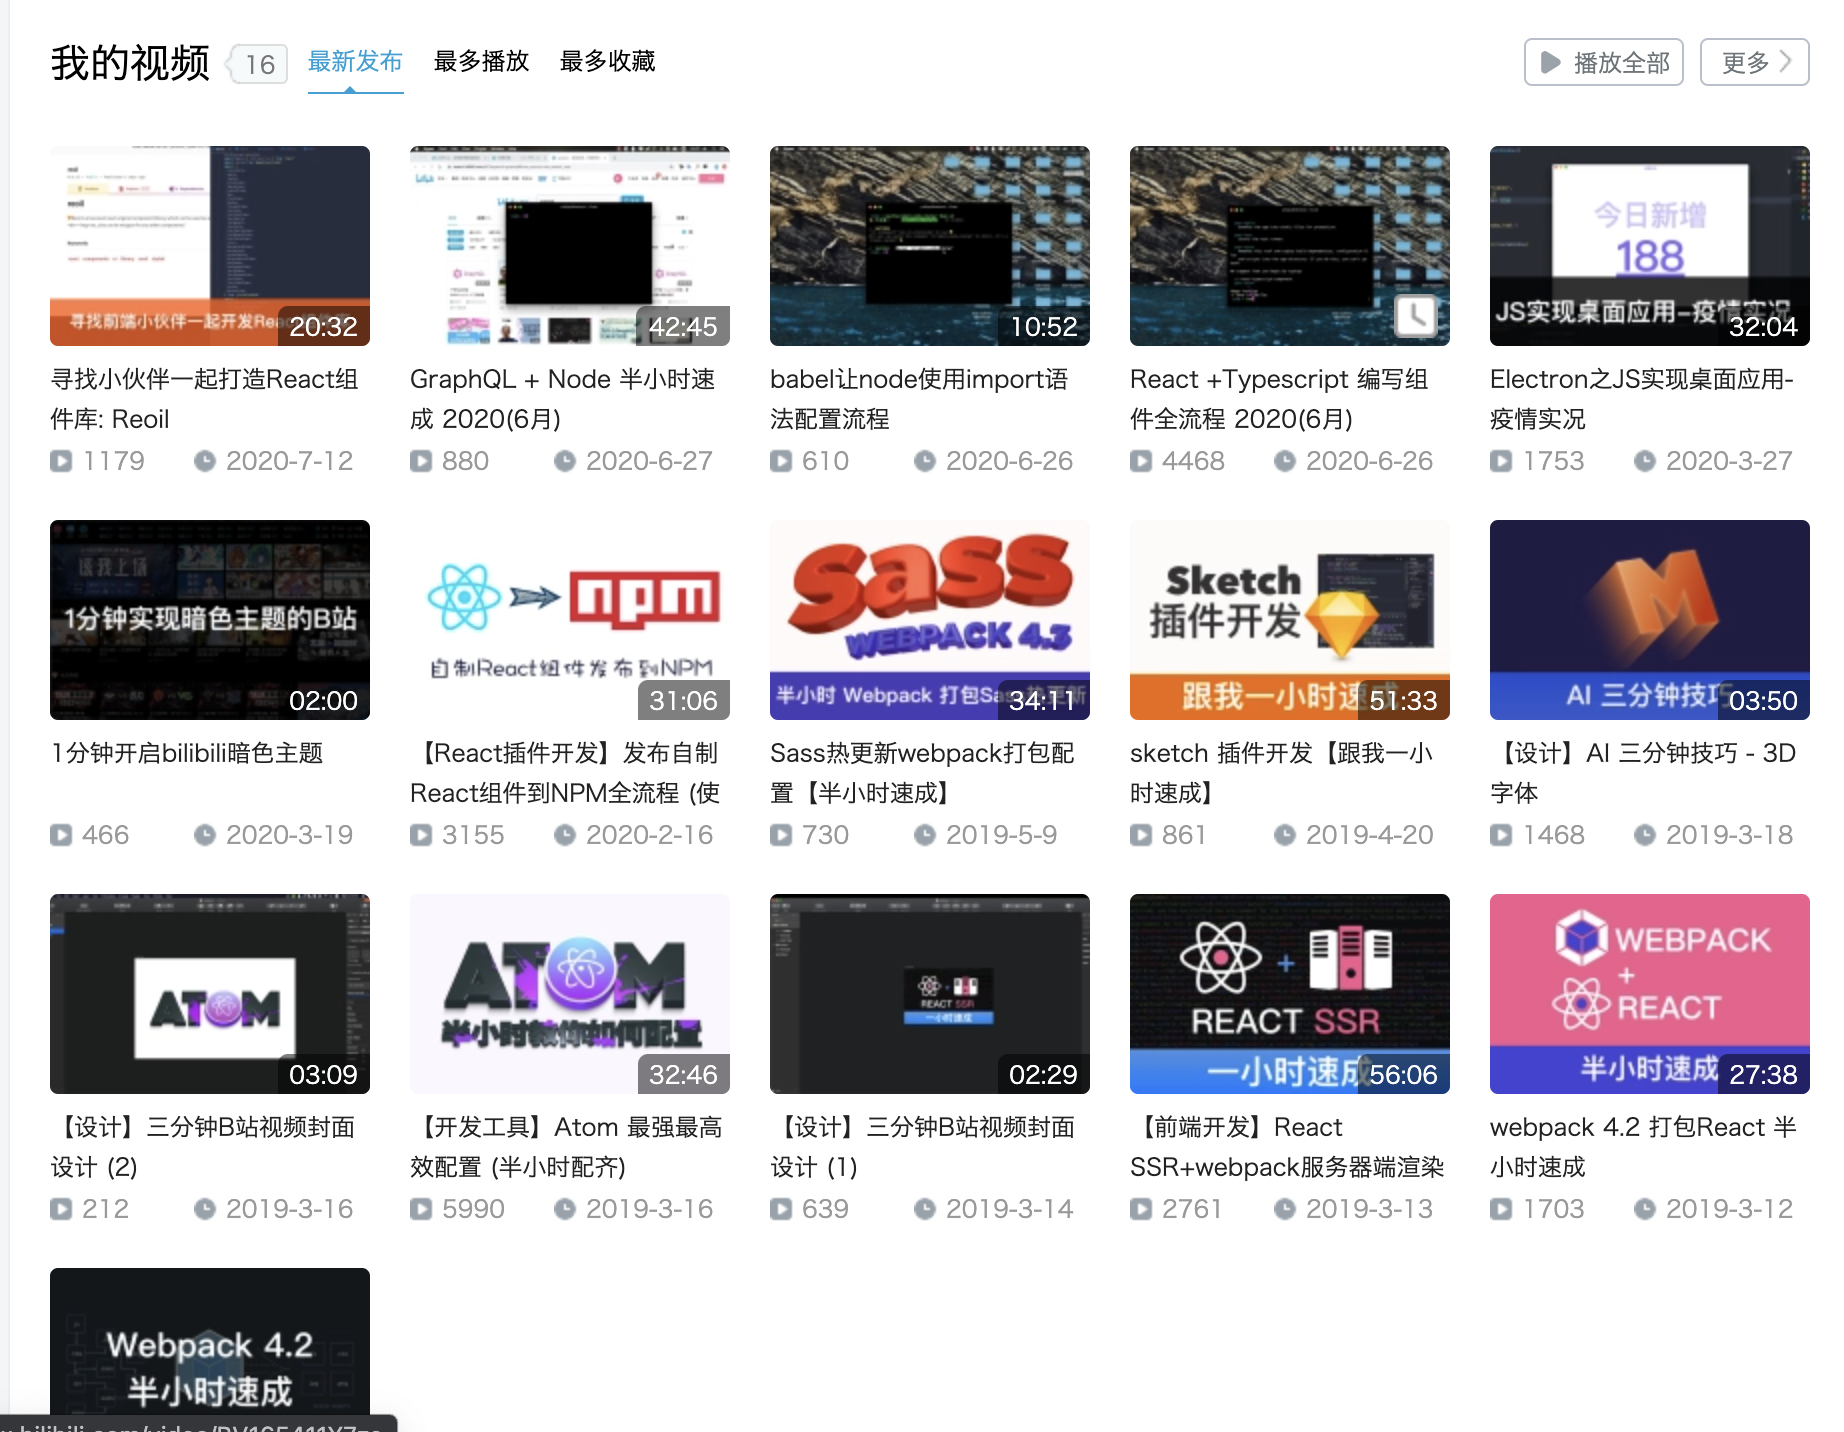 我的视频 16 最新发布 最多播放 最多收藏 播放全部 更多
寻找前端小伙伴一起开发Rea
20:32
42:45
10:52
今日新增
188
JS实现桌面应用-疫情实况
32:04
寻找小伙伴一起打造React组
件库: Reoil
1179 2020-7-12
GraphQL + Node 半小时速
成 2020(6月)
880 2020-6-27
babel让node使用import语
法配置流程
610 2020-6-26
React +Typescript 编写组
件全流程 2020(6月)
4468 2020-6-26
Electron之JS实现桌面应用-
疫情实况
1753 2020-3-27
该我上场
1分钟实现暗色主题的B站
02:00
npm
自制React组件发布到NPM
31:06
Sass
WEBPACK 4.3
半小时 Webpack 打包Sass热更新
34:11
Sketch
插件开发
跟我一小时速成
51:33
AI 三分钟技巧
03:50
1分钟开启bilibili暗色主题
466 2020-3-19
【React插件开发】发布自制
React组件到NPM全流程 (使
3155 2020-2-16
Sass热更新webpack打包配
置【半小时速成】
730 2019-5-9
sketch 插件开发【跟我一小
时速成】
861 2019-4-20
【设计】AI 三分钟技巧 - 3D
字体
1468 2019-3-18
ATOM
03:09
ATOM
半小时教你如何配置
32:46
REACT SSR
一小时速成
02:29
+
REACT SSR
一小时速成
56:06
WEBPACK
+
REACT
半小时速成
27:38
【设计】三分钟B站视频封面
设计 (2)
212 2019-3-16
【开发工具】Atom 最强最高
效配置 (半小时配齐)
5990 2019-3-16
【设计】三分钟B站视频封面
设计 (1)
639 2019-3-14
【前端开发】React
SSR+webpack服务器端渲染
2761 2019-3-13
webpack 4.2 打包React 半
小时速成
1703 2019-3-12
Webpack 4.2
半小时速成